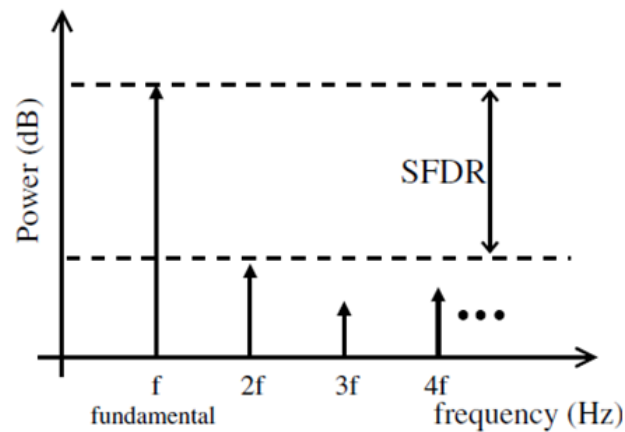 Power (dB)
SFDR
f
2f
3f
4f
fundamental
frequency (Hz)